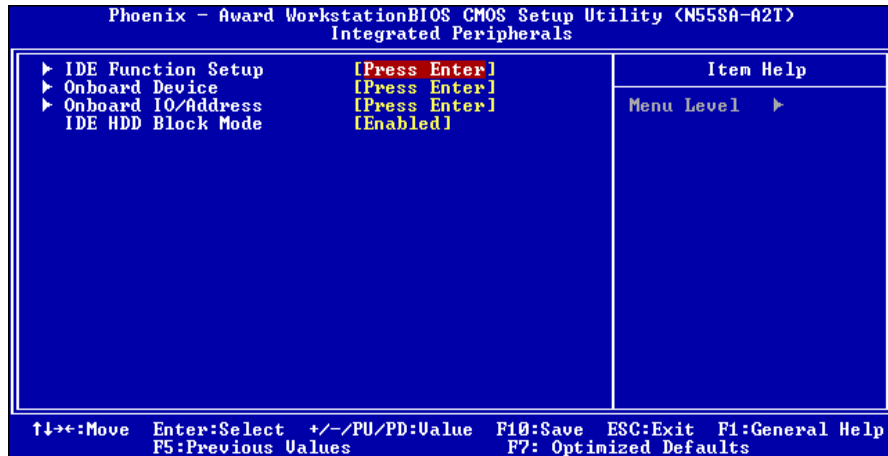 Phoenix - Award WorkstationBIOS CMOS Setup Utility (N55SA-A2T)
Integrated Peripherals
► IDE Function Setup [Press Enter]
► Onboard Device [Press Enter]
► Onboard IO/Address [Press Enter]
IDE HDD Block Mode [Enabled]
Item Help
Menu Level ►
↑↓→←:Move Enter:Select +/-/PU/PD:Value F10:Save ESC:Exit F1:General Help
F5:Previous Values F7: Optimized Defaults